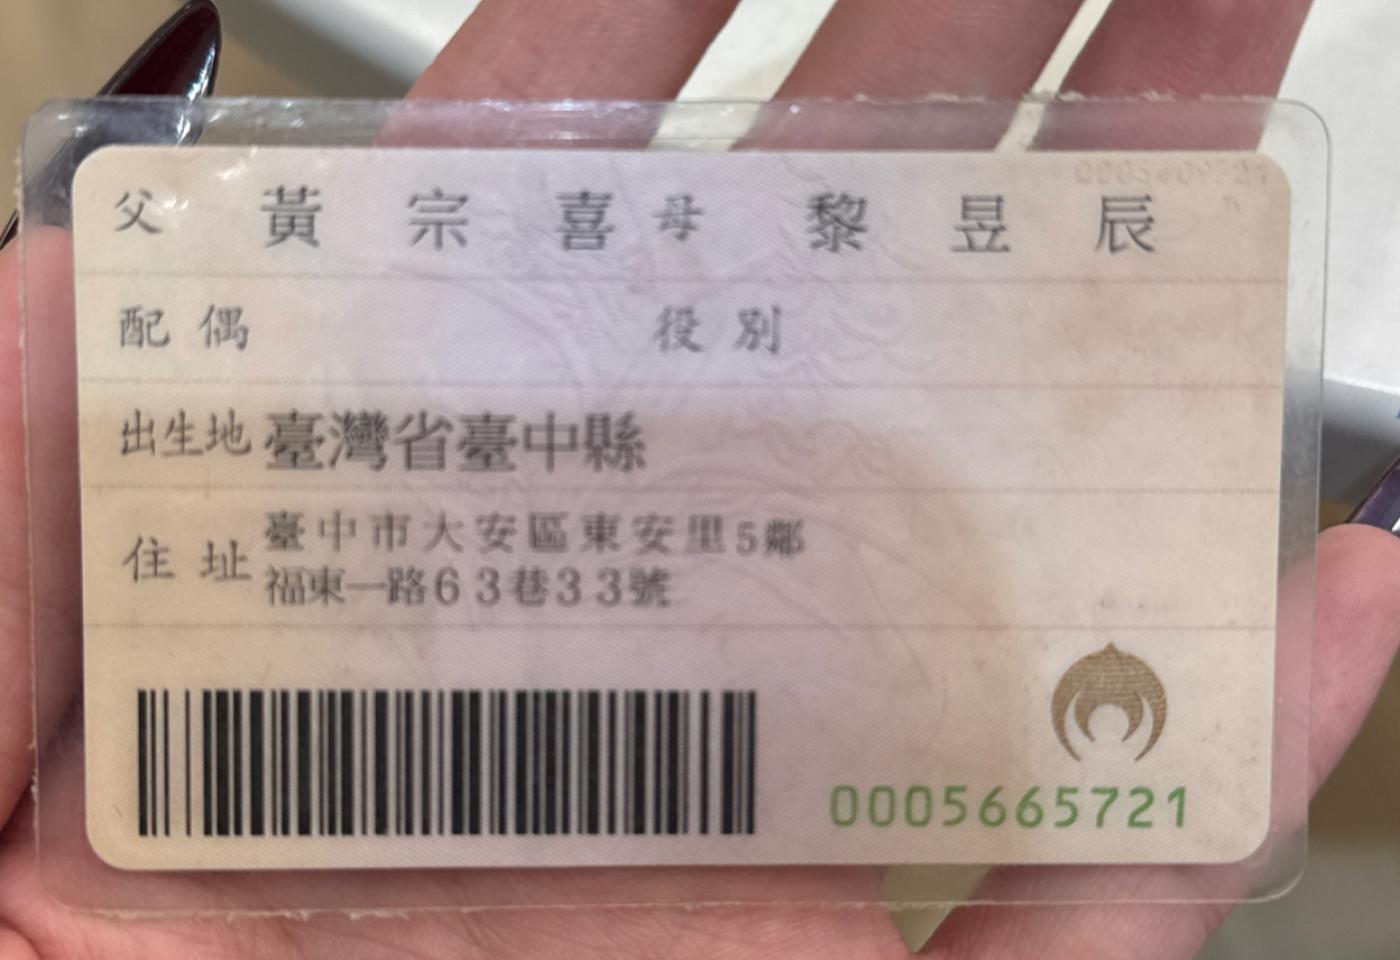 父 黃宗喜 母 黎昱辰
配偶 役別
出生地 臺灣省臺中縣
住址 臺中市大安區東安里5鄰
福東一路63巷33號
0005665721